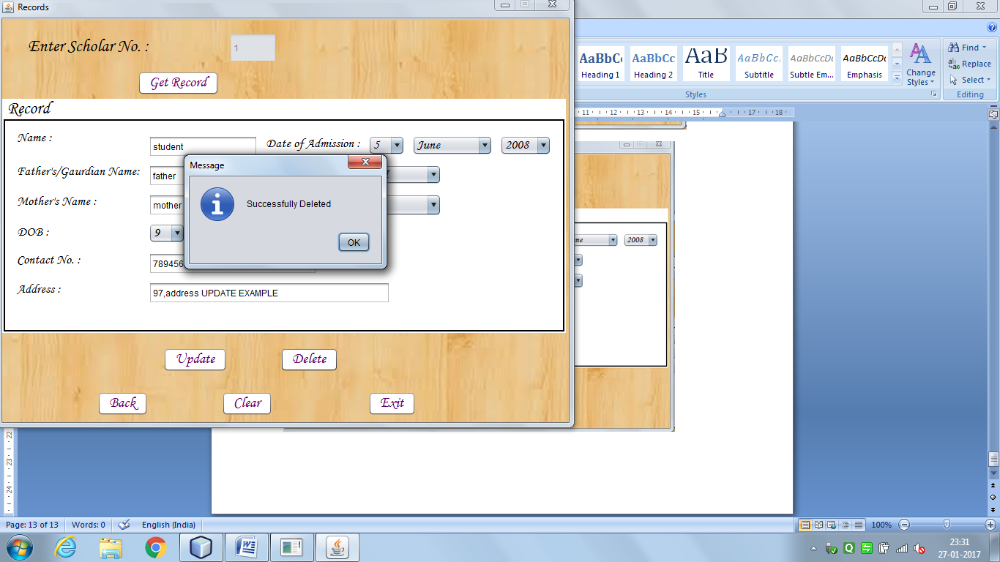 Records
Enter Scholar No. :
1
Get Record
Record
Name :
student
Date of Admission :
5
June
2008
Father's/Gaurdian Name:
father
Mother's Name :
mother
DOB :
9
Contact No. :
789456
Address :
97,address UPDATE EXAMPLE
Message
Successfully Deleted
OK
Update
Delete
Back
Clear
Exit
AaBbC
AaBbCc
AaB
AaBbCc.
AaBbCcDc
AaBbCcDc
Heading 1
Heading 2
Title
Subtitle
Subtle Em...
Emphasis
Change
Styles
Find
Replace
Select
Styles
Editing
11 12 13 14 15 17 18
ne
2008
22
23
24
Page: 13 of 13
Words: 0
English (India)
100%
23:31
27-01-2017